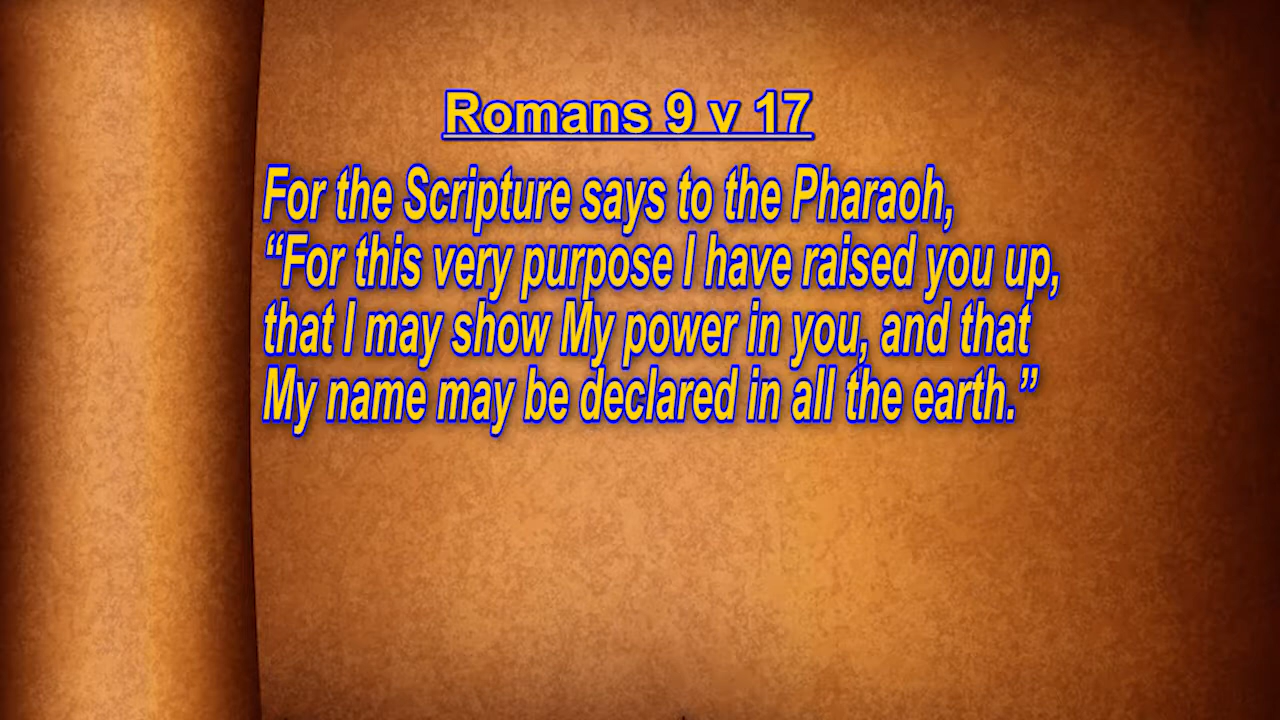 Romans 9 v 17
For the Scripture says to the Pharaoh,
“For this very purpose I have raised you up,
that I may show My power in you, and that
My name may be declared in all the earth.”